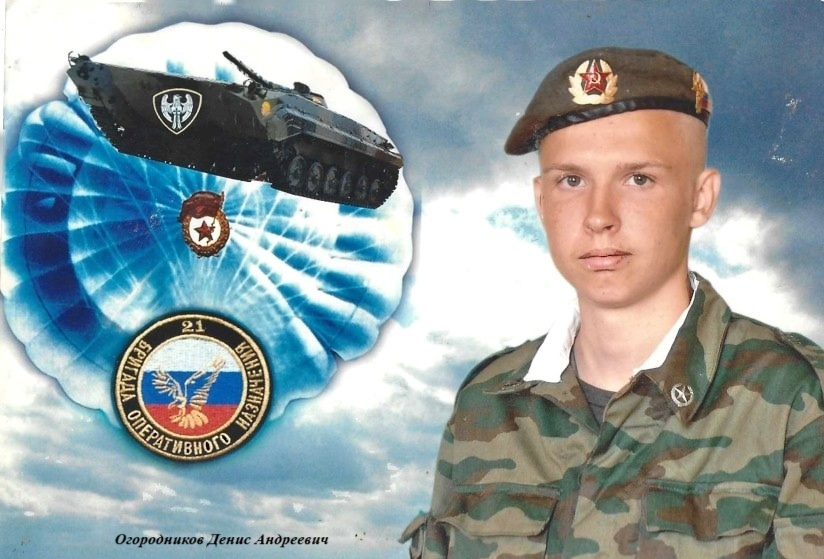 21
БРИГАДА ОПЕРАТИВНОГО НАЗНАЧЕНИЯ
Огородников Денис Андреевич